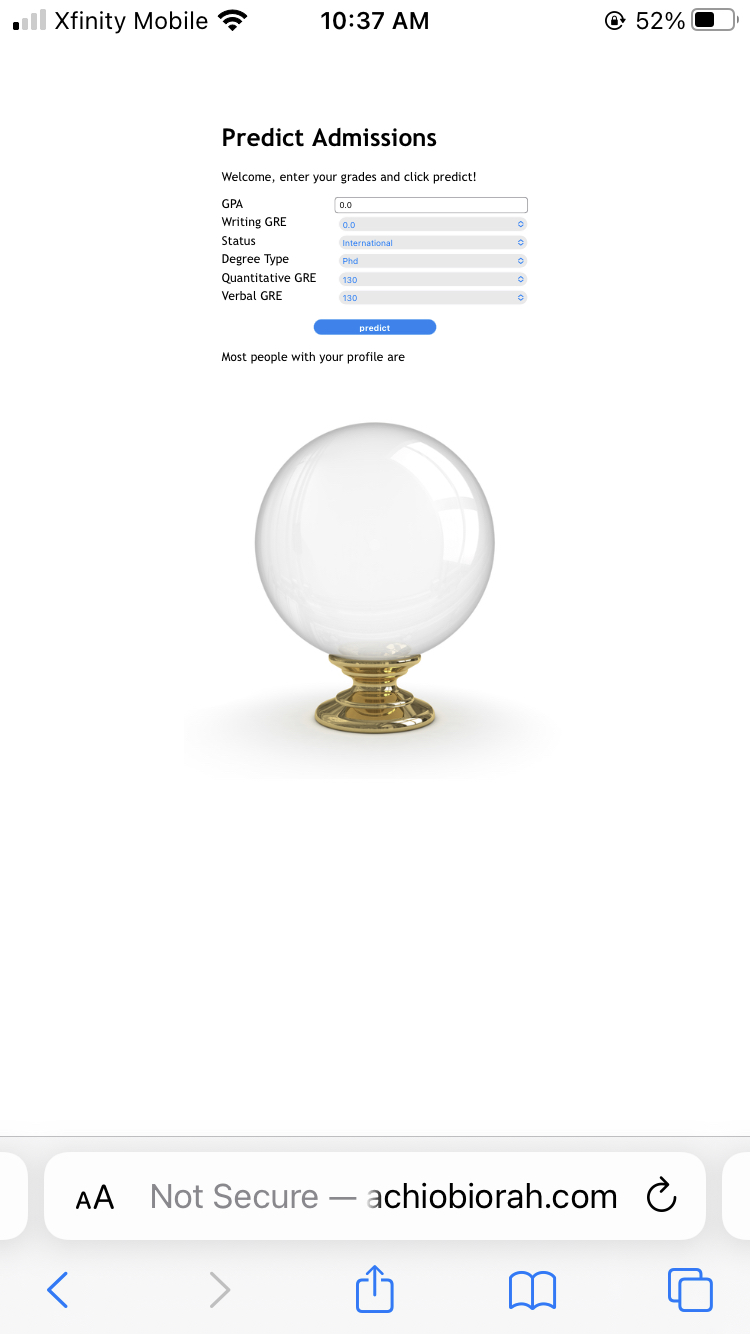 Xfinity Mobile 10:37 AM 52%
Predict Admissions
Welcome, enter your grades and click predict!
GPA 0.0
Writing GRE 0.0
Status International
Degree Type Phd
Quantitative GRE 130
Verbal GRE 130
predict
Most people with your profile are
AA Not Secure — achiobiorah.com